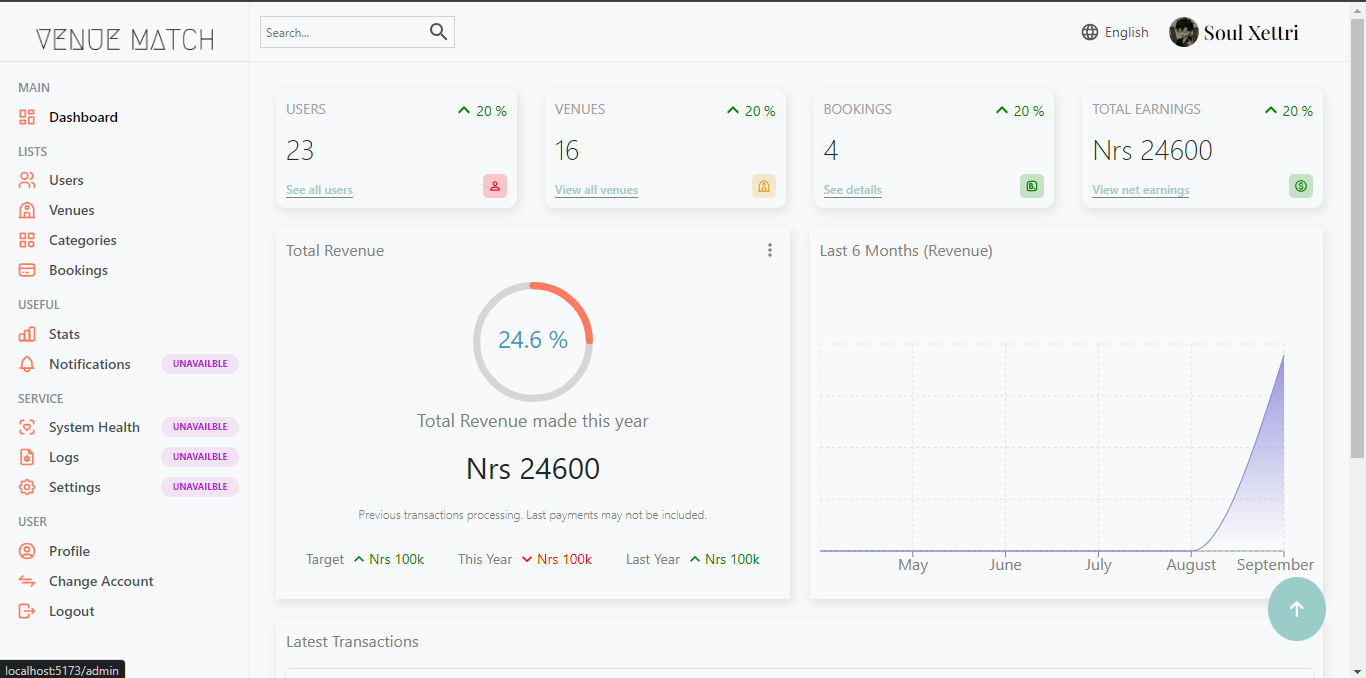 VENUE MATCH
Search...
English
Soul Xettri
MAIN
Dashboard
LISTS
Users
Venues
Categories
Bookings
USEFUL
Stats
Notifications UNAVAILBLE
SERVICE
System Health UNAVAILBLE
Logs UNAVAILBLE
Settings UNAVAILBLE
USER
Profile
Change Account
Logout
USERS 20 %
23
See all users
VENUES 20 %
16
View all venues
BOOKINGS 20 %
4
See details
TOTAL EARNINGS 20 %
Nrs 24600
View net earnings
Total Revenue
24.6 %
Total Revenue made this year
Nrs 24600
Previous transactions processing. Last payments may not be included.
Target Nrs 100k This Year Nrs 100k Last Year Nrs 100k
Last 6 Months (Revenue)
May June July August September
Latest Transactions
localhost:5173/admin